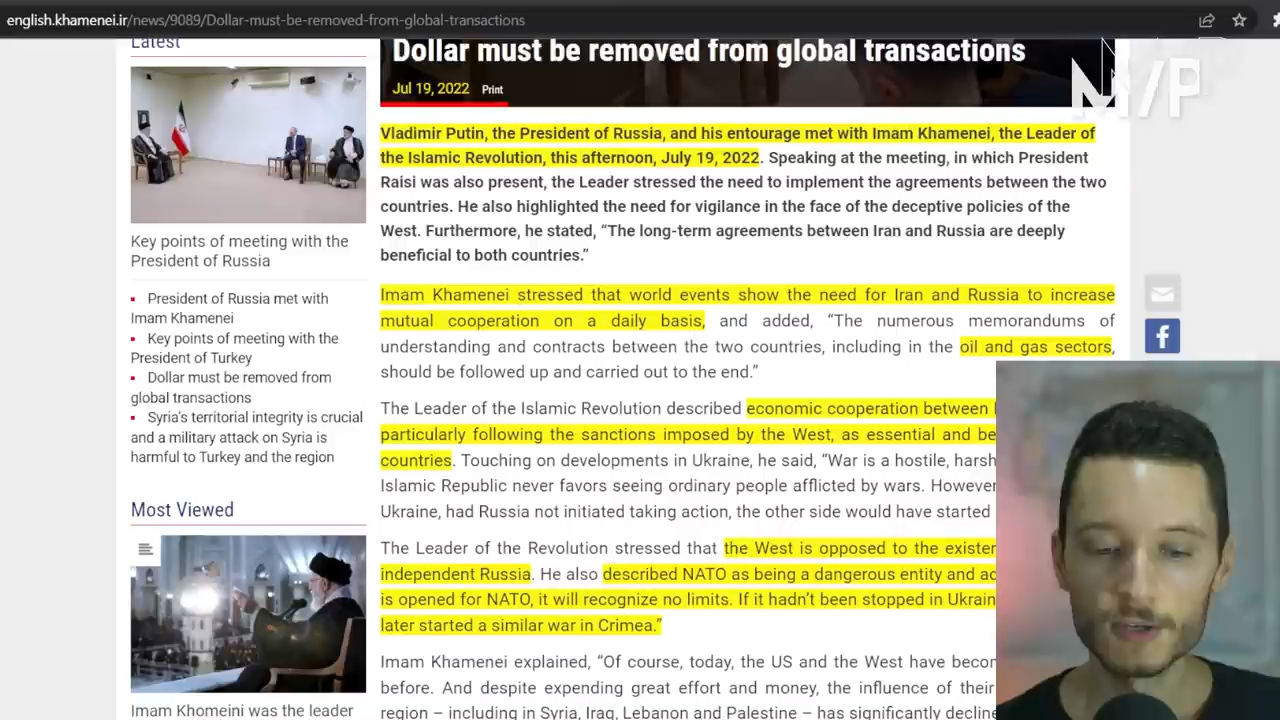 english.khamenei.ir/news/9089/Dollar-must-be-removed-from-global-transactions
Latest
Key points of meeting with the
President of Russia
President of Russia met with
Imam Khamenei
Key points of meeting with the
President of Turkey
Dollar must be removed from
global transactions
Syria's territorial integrity is crucial
and a military attack on Syria is
harmful to Turkey and the region
Most Viewed
Imam Khomeini was the leader
Dollar must be removed from global transactions
Jul 19, 2022 Print
Vladimir Putin, the President of Russia, and his entourage met with Imam Khamenei, the Leader of
the Islamic Revolution, this afternoon, July 19, 2022. Speaking at the meeting, in which President
Raisi was also present, the Leader stressed the need to implement the agreements between the two
countries. He also highlighted the need for vigilance in the face of the deceptive policies of the
West. Furthermore, he stated, “The long-term agreements between Iran and Russia are deeply
beneficial to both countries.”
Imam Khamenei stressed that world events show the need for Iran and Russia to increase
mutual cooperation on a daily basis, and added, “The numerous memorandums of
understanding and contracts between the two countries, including in the oil and gas sectors,
should be followed up and carried out to the end.”
The Leader of the Islamic Revolution described economic cooperation between
particularly following the sanctions imposed by the West, as essential and be
countries. Touching on developments in Ukraine, he said, “War is a hostile, harsh
Islamic Republic never favors seeing ordinary people afflicted by wars. However
Ukraine, had Russia not initiated taking action, the other side would have started
The Leader of the Revolution stressed that the West is opposed to the existen
independent Russia. He also described NATO as being a dangerous entity and ad
is opened for NATO, it will recognize no limits. If it hadn't been stopped in Ukrain
later started a similar war in Crimea.”
Imam Khamenei explained, “Of course, today, the US and the West have becom
before. And despite expending great effort and money, the influence of their
region – including in Syria, Iraq, Lebanon and Palestine – has significantly decline